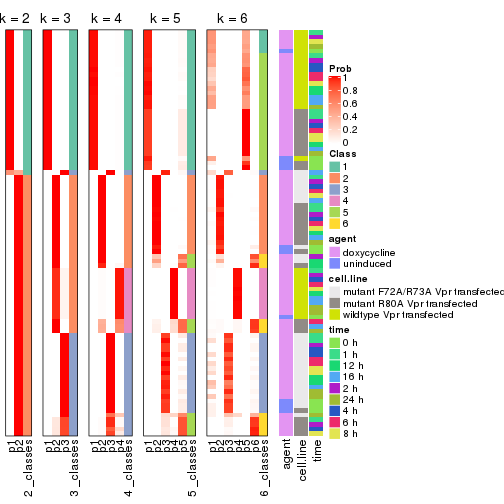 k = 2 k = 3 k = 4 k = 5 k = 6
Prob
1
0.8
0.6
0.4
0.2
0
Class
1
2
3
4
5
6
agent
doxycycline
uninduced
cell.line
mutant F72A/R73A Vpr transfected
mutant R80A Vpr transfected
wildtype Vpr transfected
time
0 h
1 h
12 h
16 h
2 h
24 h
4 h
6 h
8 h
p1 p2 2_classes p1 p2 p3 3_classes p1 p2 p3 p4 4_classes p1 p2 p3 p4 p5 5_classes p1 p2 p3 p4 p5 p6 6_classes agent cell.line time